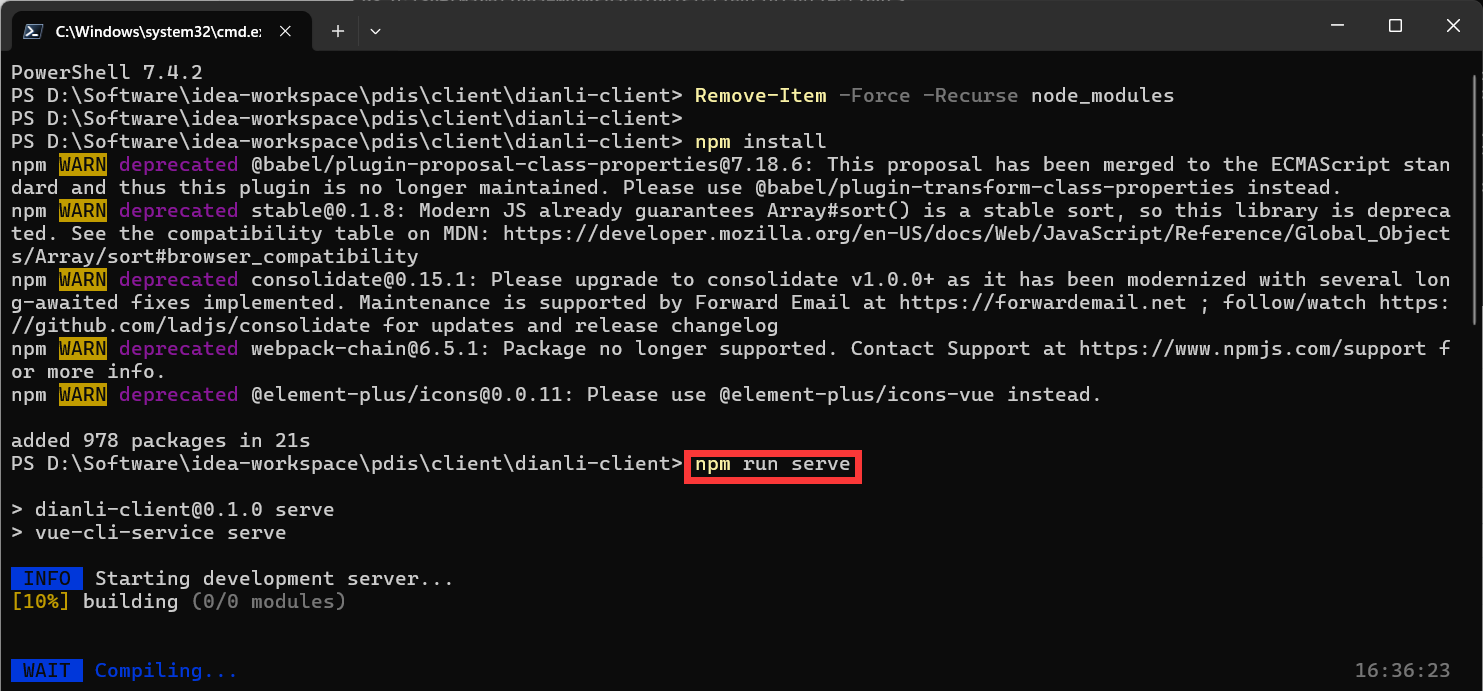 C:\Windows\system32\cmd.e
PowerShell 7.4.2
PS D:\Software\idea-workspace\pdis\client\dianli-client> Remove-Item -Force -Recurse node_modules
PS D:\Software\idea-workspace\pdis\client\dianli-client>
PS D:\Software\idea-workspace\pdis\client\dianli-client> npm install
npm WARN deprecated @babel/plugin-proposal-class-properties@7.18.6: This proposal has been merged to the ECMAScript stan
dard and thus this plugin is no longer maintained. Please use @babel/plugin-transform-class-properties instead.
npm WARN deprecated stable@0.1.8: Modern JS already guarantees Array#sort() is a stable sort, so this library is depreca
ted. See the compatibility table on MDN: https://developer.mozilla.org/en-US/docs/Web/JavaScript/Reference/Global_Object
s/Array/sort#browser_compatibility
npm WARN deprecated consolidate@0.15.1: Please upgrade to consolidate v1.0.0+ as it has been modernized with several lon
g-awaited fixes implemented. Maintenance is supported by Forward Email at https://forwardemail.net ; follow/watch https:
//github.com/ladjs/consolidate for updates and release changelog
npm WARN deprecated webpack-chain@6.5.1: Package no longer supported. Contact Support at https://www.npmjs.com/support f
or more info.
npm WARN deprecated @element-plus/icons@0.0.11: Please use @element-plus/icons-vue instead.
added 978 packages in 21s
PS D:\Software\idea-workspace\pdis\client\dianli-client> npm run serve
> dianli-client@0.1.0 serve
> vue-cli-service serve
INFO Starting development server...
[10%] building (0/0 modules)
WAIT Compiling... 16:36:23